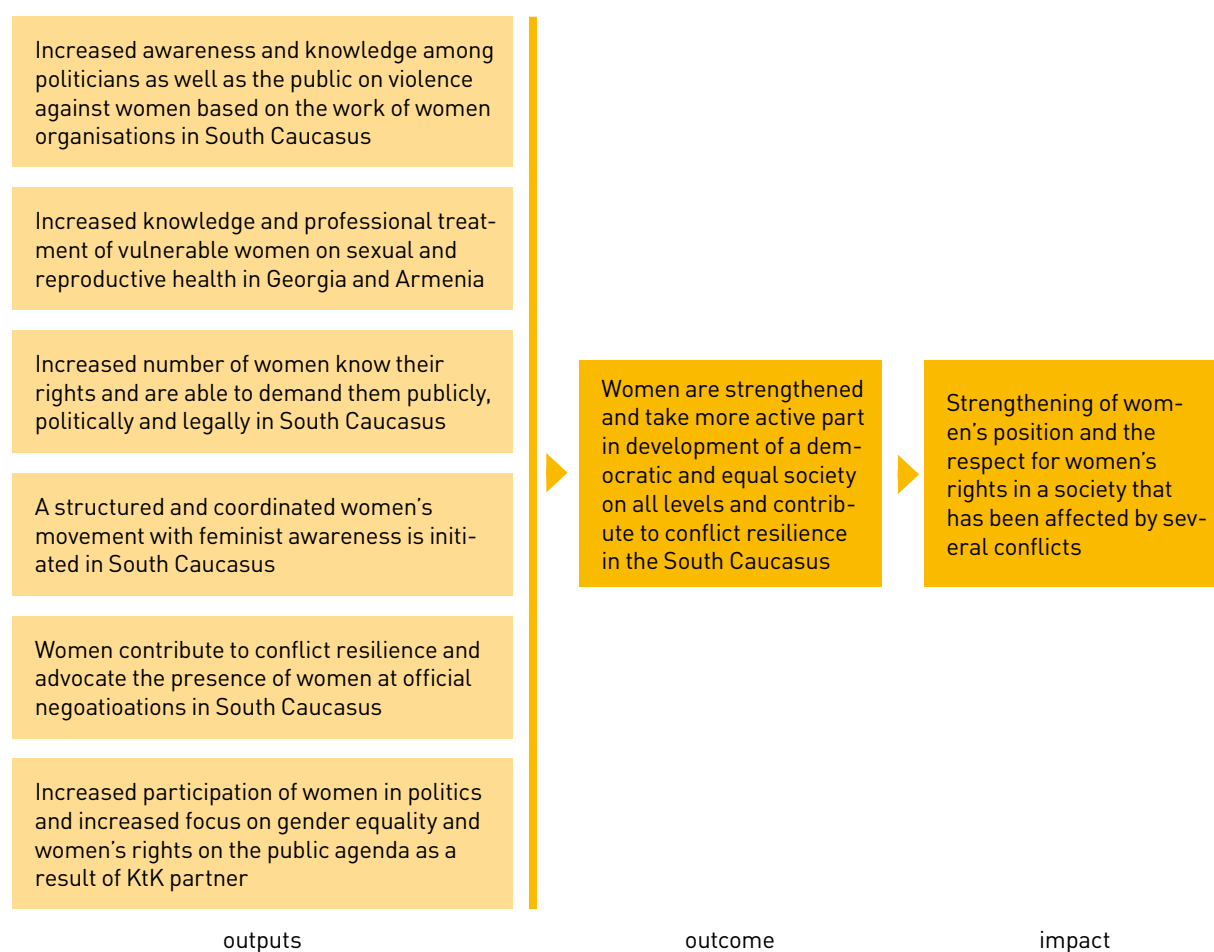 Increased awareness and knowledge among
politicians as well as the public on violence
against women based on the work of women
organisations in South Caucasus
Increased knowledge and professional treat-
ment of vulnerable women on sexual and
reproductive health in Georgia and Armenia
Increased number of women know their
rights and are able to demand them publicly,
politically and legally in South Caucasus
A structured and coordinated women's
movement with feminist awareness is initi-
ated in South Caucasus
Women contribute to conflict resilience and
advocate the presence of women at official
negoatioations in South Caucasus
Increased participation of women in politics
and increased focus on gender equality and
women's rights on the public agenda as a
result of KtK partner
outputs
Women are strengthened
and take more active part
in development of a dem-
ocratic and equal society
on all levels and contrib-
ute to conflict resilience
in the South Caucasus
outcome
Strengthening of wom-
en's position and the
respect for women's
rights in a society that
has been affected by sev-
eral conflicts
impact